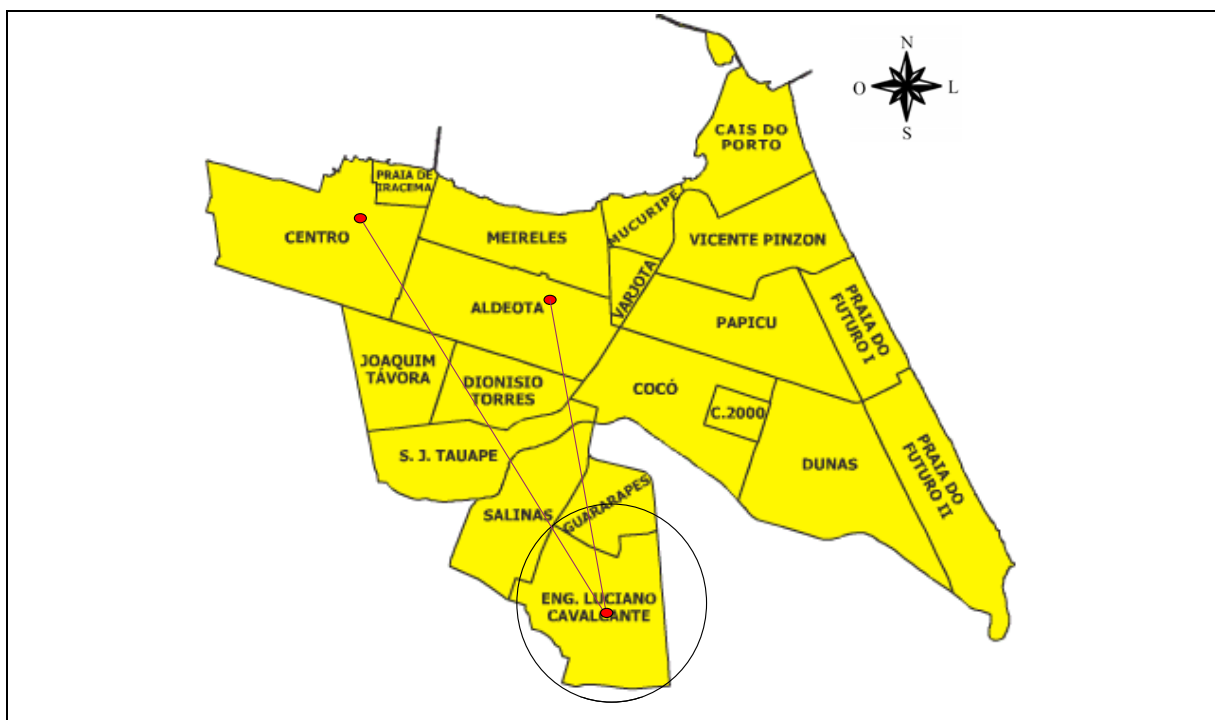 N
O
L
S
CAIS DO
PORTO
PRAIA DE
IRACEMA
CENTRO
MEIRELES
MUCURIPE
VICENTE PINZON
VARJOTA
ALDEOTA
PAPICU
PRAIA DO
FUTURO I
JOAQUIM
TÁVORA
DIONISIO
TORRES
COCÓ
C.2000
S. J. TAUAPE
DUNAS
PRAIA DO
FUTURO II
SALINAS
GUARARAPES
ENG. LUCIANO
CAVALCANTE